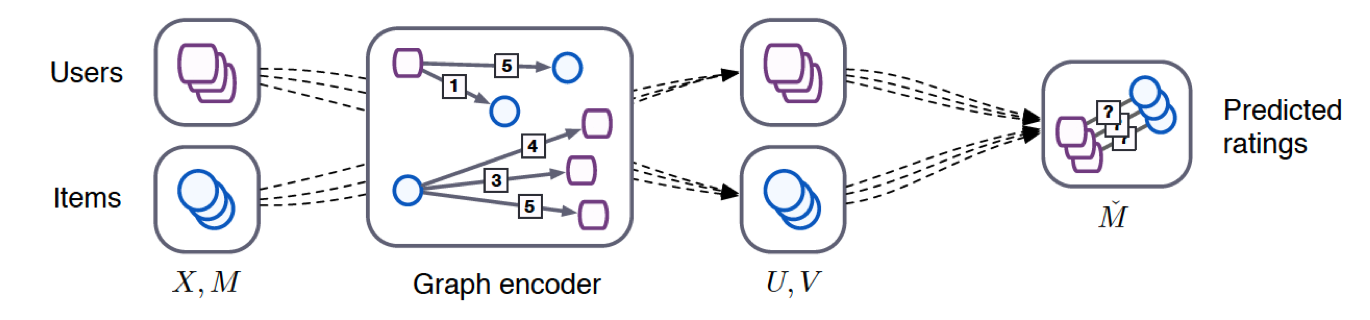 Users
Items
X, M
5
1
4
3
5
Graph encoder
U, V
?
?
?
M̌
Predicted
ratings